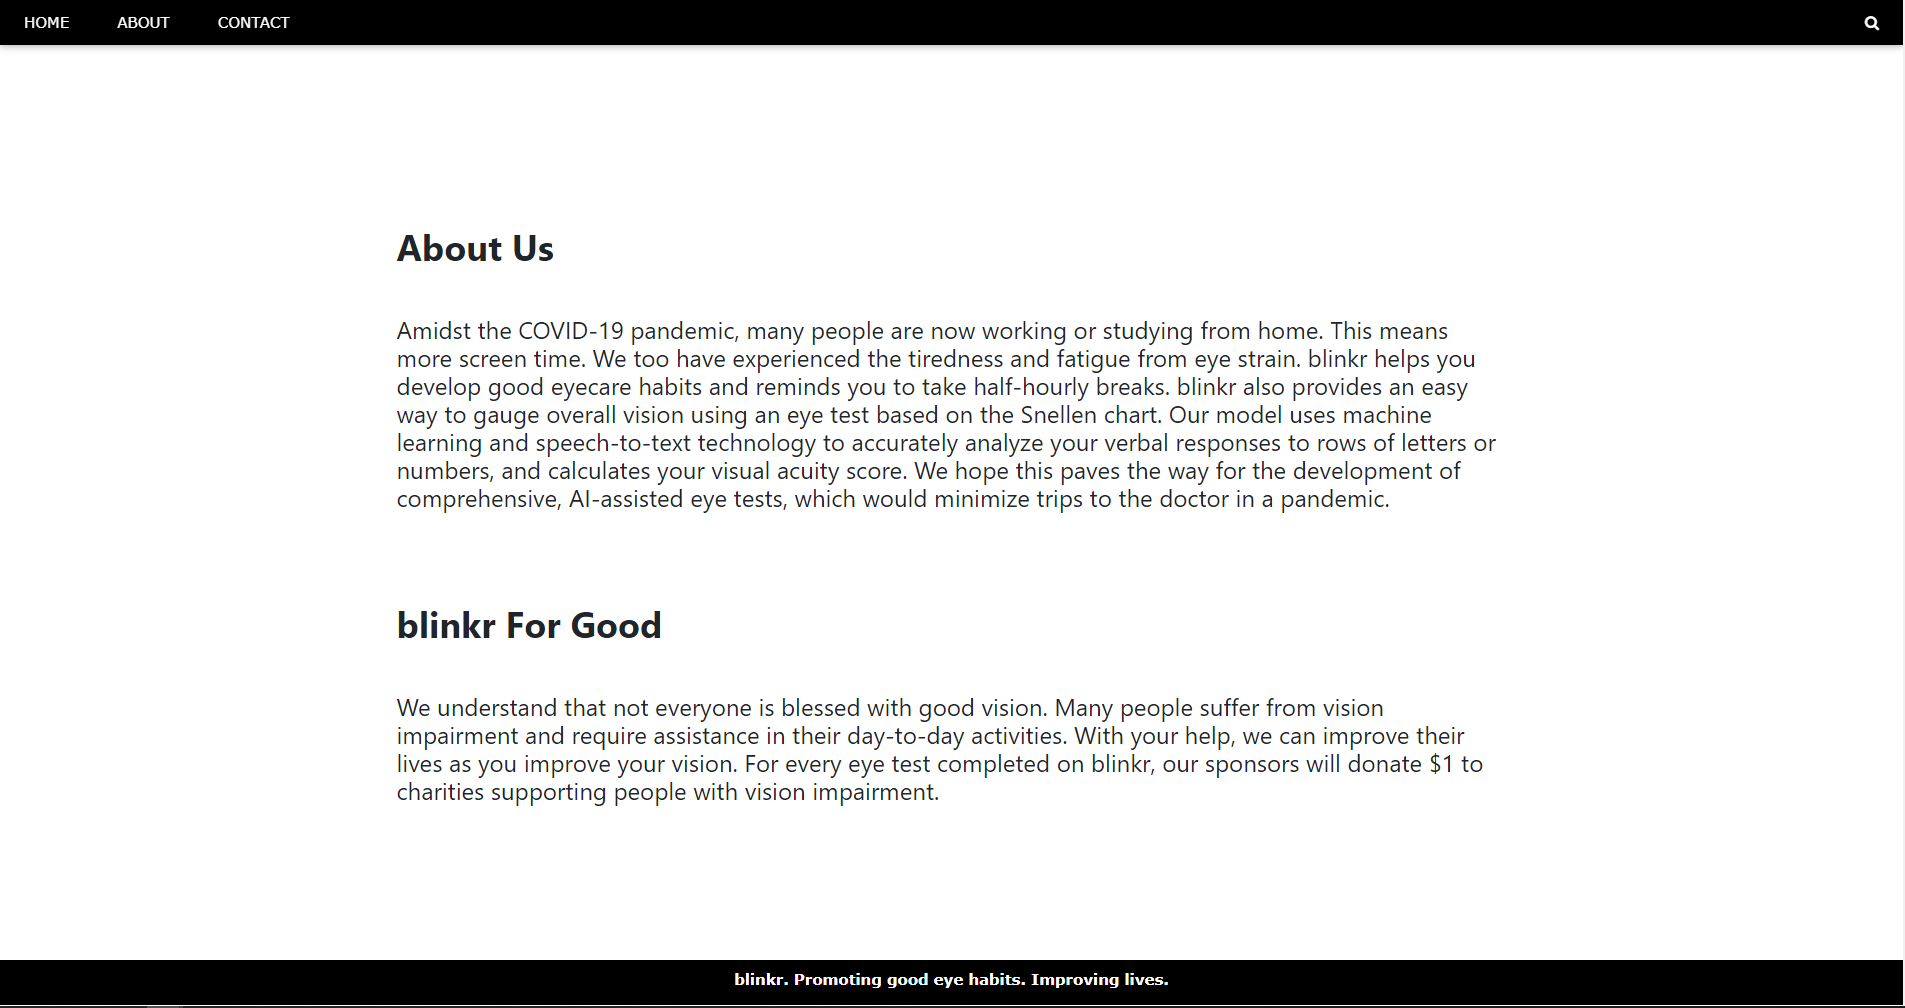 HOME ABOUT CONTACT
About Us
Amidst the COVID-19 pandemic, many people are now working or studying from home. This means
more screen time. We too have experienced the tiredness and fatigue from eye strain. blinkr helps you
develop good eyecare habits and reminds you to take half-hourly breaks. blinkr also provides an easy
way to gauge overall vision using an eye test based on the Snellen chart. Our model uses machine
learning and speech-to-text technology to accurately analyze your verbal responses to rows of letters or
numbers, and calculates your visual acuity score. We hope this paves the way for the development of
comprehensive, AI-assisted eye tests, which would minimize trips to the doctor in a pandemic.
blinkr For Good
We understand that not everyone is blessed with good vision. Many people suffer from vision
impairment and require assistance in their day-to-day activities. With your help, we can improve their
lives as you improve your vision. For every eye test completed on blinkr, our sponsors will donate $1 to
charities supporting people with vision impairment.
blinkr. Promoting good eye habits. Improving lives.